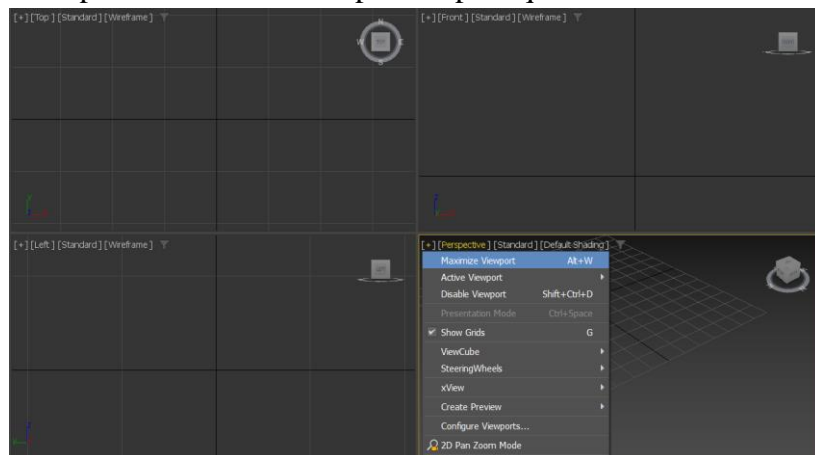 [+] [Top ] [Standard ] [Wireframe ]
[+] [Front ] [Standard ] [Wireframe ]
N
W
E
S
[+] [Left ] [Standard ] [Wireframe ]
[+] [Perspective ] [Standard ] [Default Shading ]
Maximize Viewport Alt+W
Active Viewport
Disable Viewport Shift+Ctrl+D
Presentation Mode Ctrl+Space
Show Grids G
ViewCube
SteeringWheels
xView
Create Preview
Configure Viewports...
2D Pan Zoom Mode